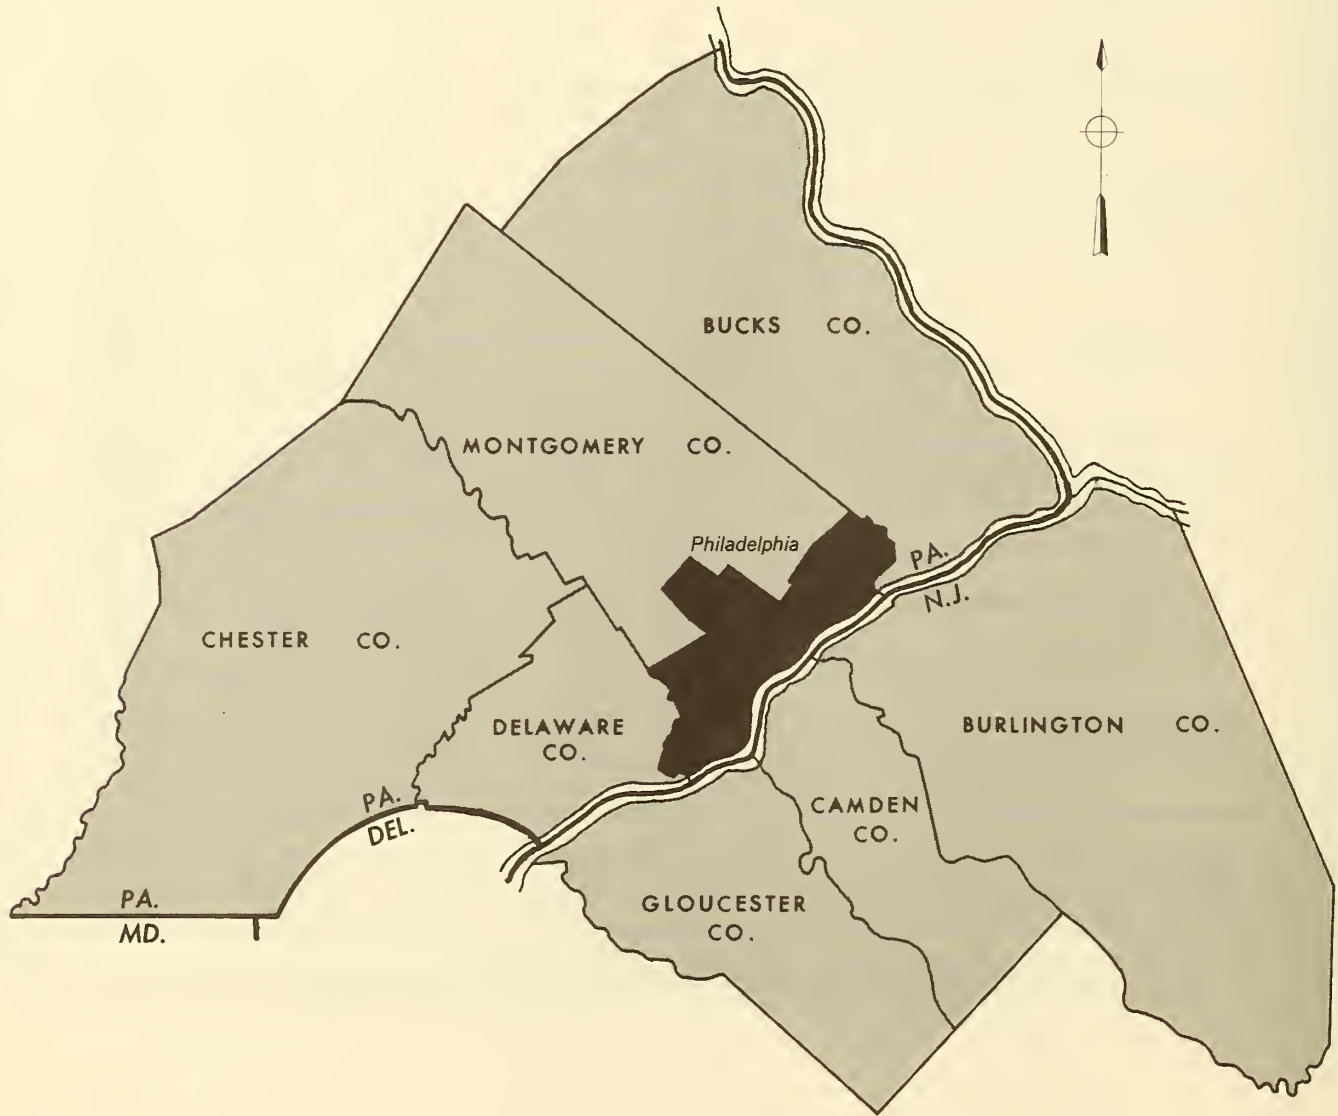 BUCKS CO.
MONTGOMERY CO.
Philadelphia
PA.
N.J.
CHESTER CO.
DELAWARE
CO.
BURLINGTON CO.
PA.
DEL.
CAMDEN
CO.
PA.
MD.
GLOUCESTER
CO.